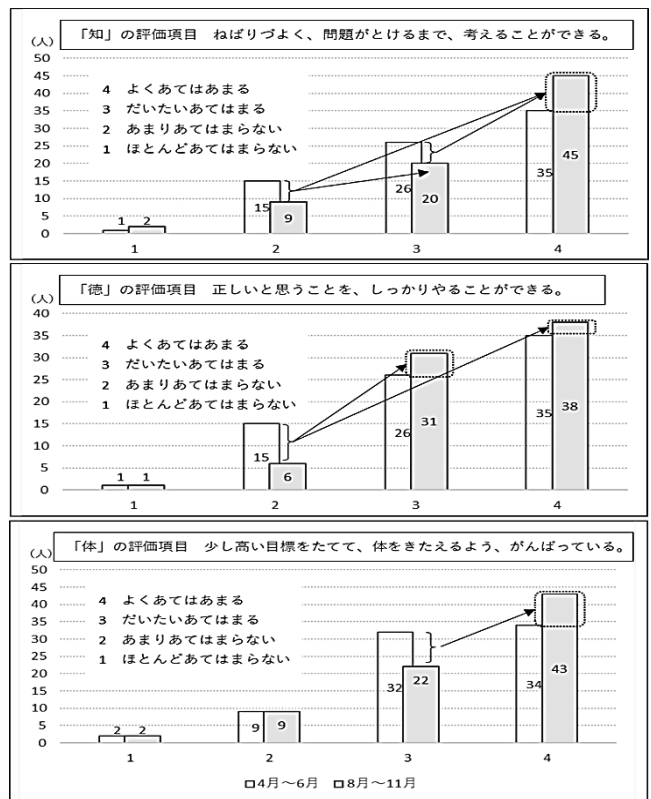 「知」の評価項目　ねばりづよく、問題がとけるまで、考えることができる。
(人)
50
45
40
35
30
25
20
15
10
5
0
4　よくあてはあまる
3　だいたいあてはまる
2　あまりあてはまらない
1　ほとんどあてはまらない
1 2
15 9
26 20
35 45
1 2 3 4
「徳」の評価項目　正しいと思うことを、しっかりやることができる。
(人)
40
35
30
25
20
15
10
5
0
4　よくあてはあまる
3　だいたいあてはまる
2　あまりあてはまらない
1　ほとんどあてはまらない
1 1
15 6
26 31
35 38
1 2 3 4
「体」の評価項目　少し高い目標をたてて、体をきたえるよう、がんばっている。
(人)
50
45
40
35
30
25
20
15
10
5
0
4　よくあてはあまる
3　だいたいあてはまる
2　あまりあてはまらない
1　ほとんどあてはまらない
2 2
9 9
32 22
34 43
1 2 3 4
4月～6月 8月～11月